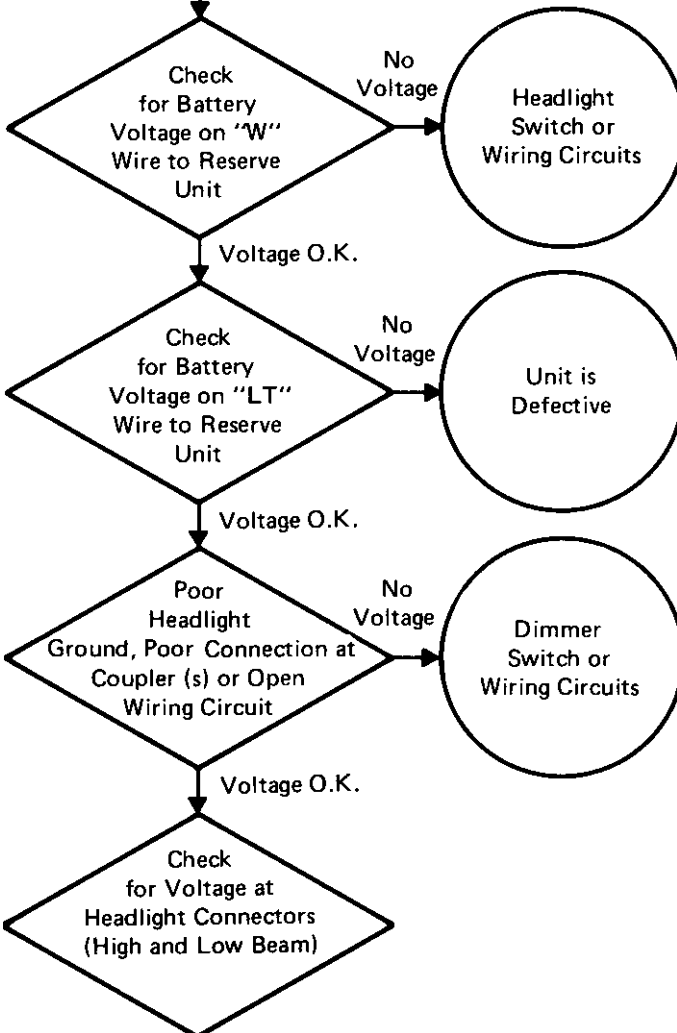 Check
for Battery
Voltage on "W"
Wire to Reserve
Unit
No
Voltage
Headlight
Switch or
Wiring Circuits
Voltage O.K.
Check
for Battery
Voltage on "LT"
Wire to Reserve
Unit
No
Voltage
Unit is
Defective
Voltage O.K.
Poor
Headlight
Ground, Poor Connection at
Coupler (s) or Open
Wiring Circuit
No
Voltage
Dimmer
Switch or
Wiring Circuits
Voltage O.K.
Check
for Voltage at
Headlight Connectors
(High and Low Beam)